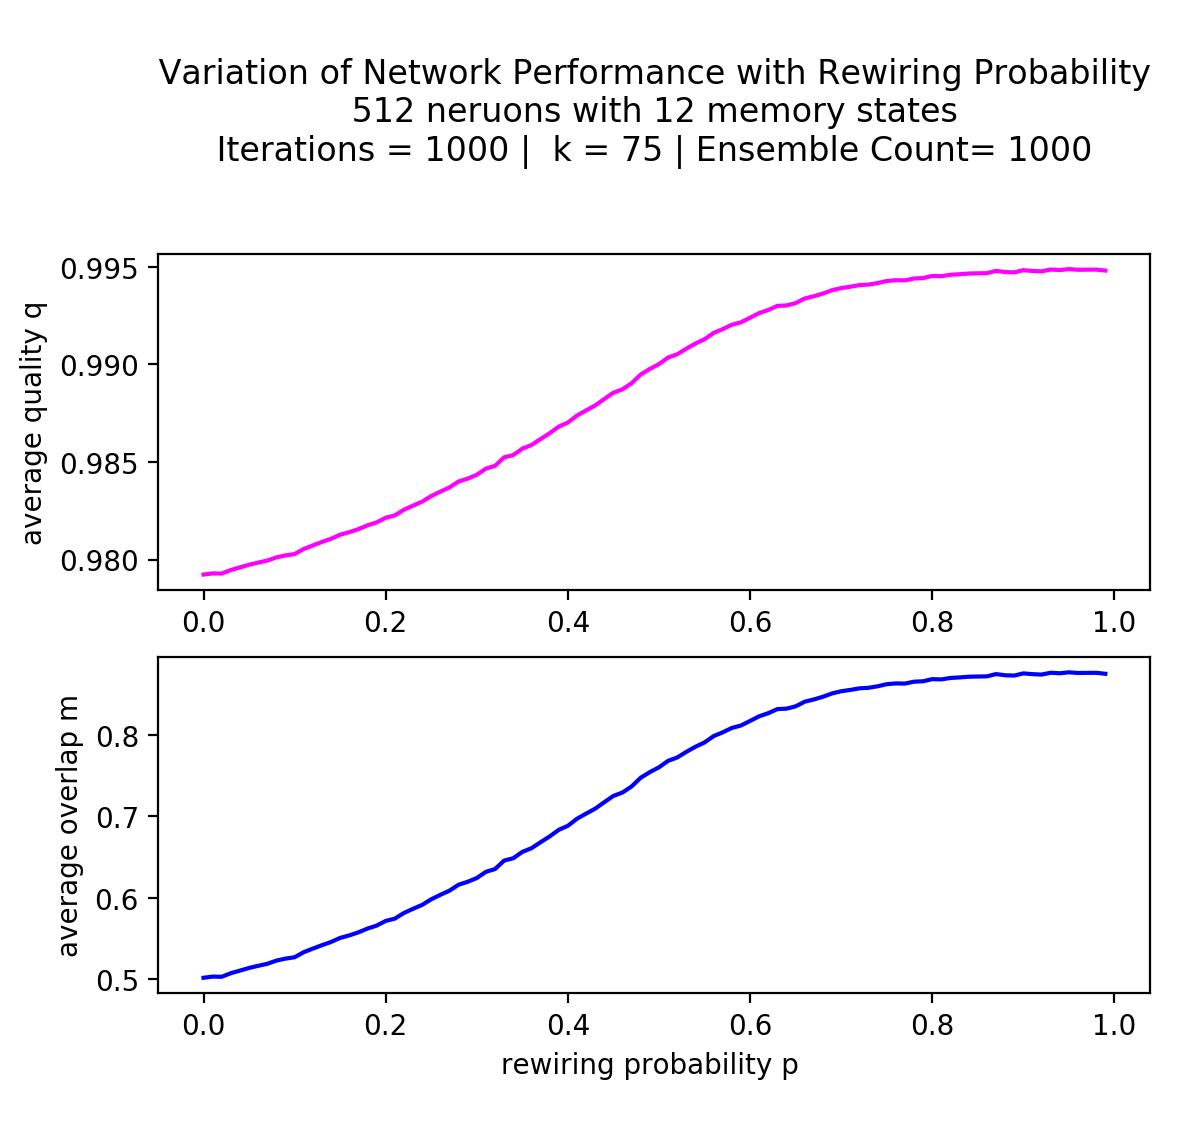 Variation of Network Performance with Rewiring Probability
512 neruons with 12 memory states
Iterations = 1000 |  k = 75 | Ensemble Count= 1000
average quality q
0.995
0.990
0.985
0.980
0.0 0.2 0.4 0.6 0.8 1.0
average overlap m
0.8
0.7
0.6
0.5
0.0 0.2 0.4 0.6 0.8 1.0
rewiring probability p